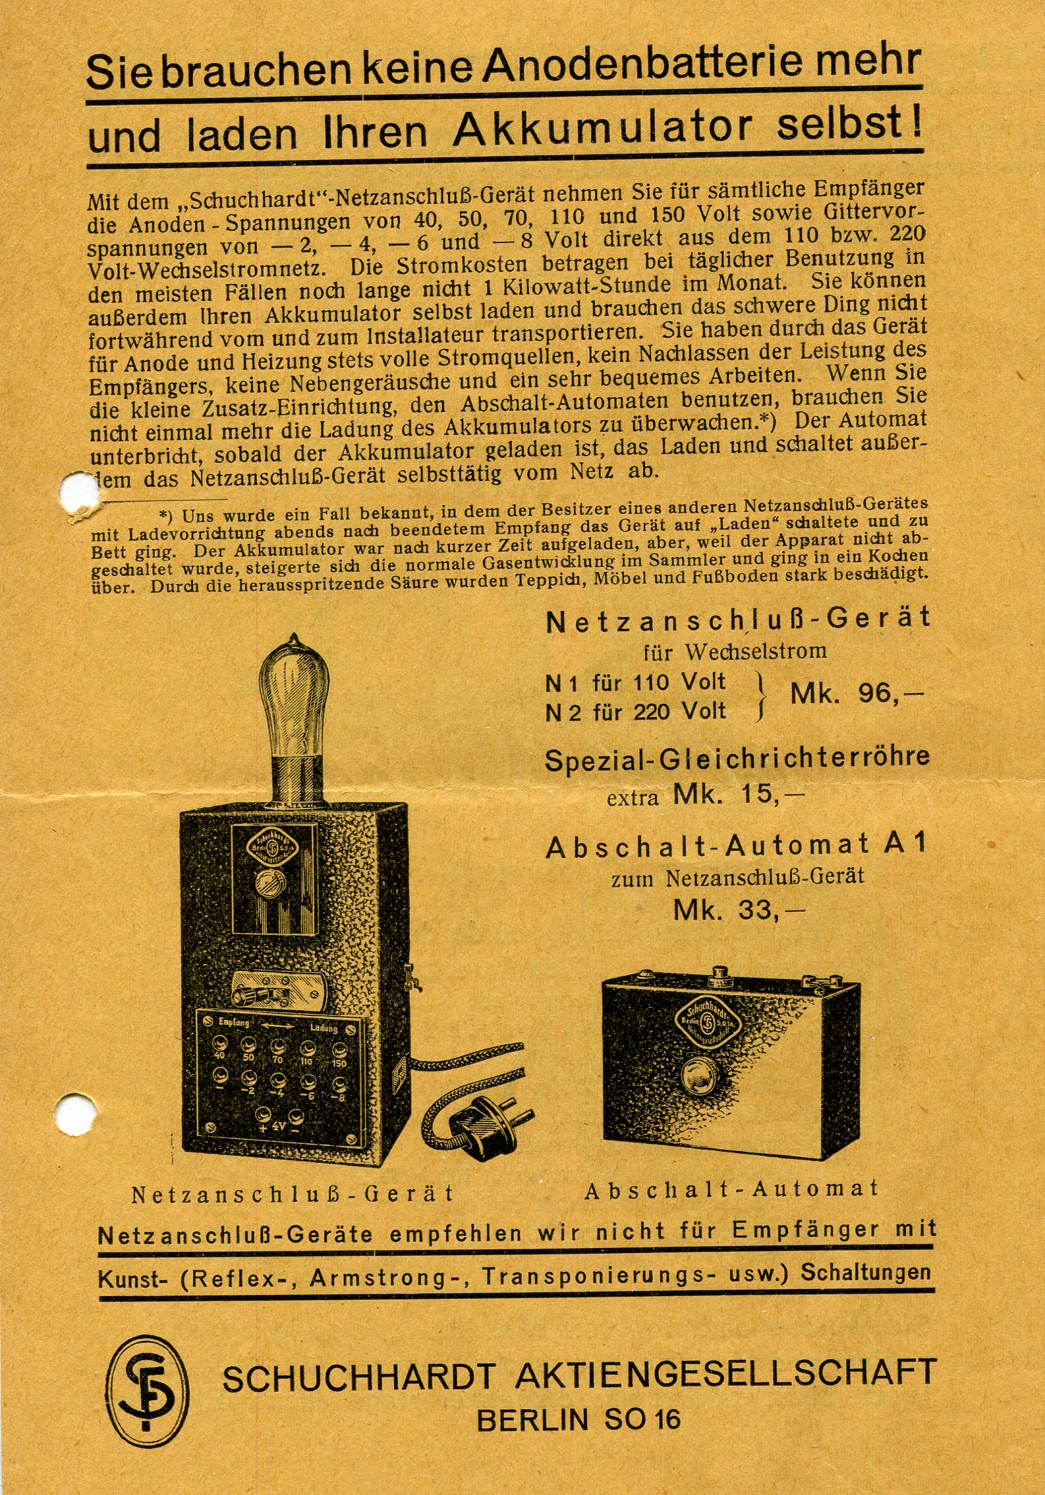 Sie brauchen keine Anodenbatterie mehr
und laden Ihren Akkumulator selbst!
Mit dem „Schuchhardt“-Netzanschluß-Gerät nehmen Sie für sämtliche Empfänger
die Anoden-Spannungen von 40, 50, 70, 110 und 150 Volt sowie Gittervor-
spannungen von —2, —4, —6 und —8 Volt direkt aus dem 110 bzw. 220
Volt-Wechselstromnetz. Die Stromkosten betragen bei täglicher Benutzung in
den meisten Fällen noch lange nicht 1 Kilowatt-Stunde im Monat. Sie können
außerdem Ihren Akkumulator selbst laden und brauchen das schwere Ding nicht
fortwährend vom und zum Installateur transportieren. Sie haben durch das Gerät
für Anode und Heizung stets volle Stromquellen, kein Nachlassen der Leistung des
Empfängers, keine Nebengeräusche und ein sehr bequemes Arbeiten. Wenn Sie
die kleine Zusatz-Einrichtung, den Abschalt-Automaten benutzen, brauchen Sie
nicht einmal mehr die Ladung des Akkumulators zu überwachen.*) Der Automat
unterbricht, sobald der Akkumulator geladen ist, das Laden und schaltet außer-
dem das Netzanschluß-Gerät selbsttätig vom Netz ab.
*) Uns wurde ein Fall bekannt, in dem der Besitzer eines anderen Netzanschluß-Gerätes
mit Ladevorrichtung abends nach beendetem Empfang das Gerät auf „Laden“ schaltete und zu
Bett ging. Der Akkumulator war nach kurzer Zeit aufgeladen, aber, weil der Apparat nicht ab-
geschaltet wurde, steigerte sich die normale Gasentwicklung im Sammler und ging in ein Kochen
über. Durch die herausspritzende Säure wurden Teppich, Möbel und Fußboden stark beschädigt.
Netzanschluß-Gerät
für Wechselstrom
N 1 für 110 Volt
N 2 für 220 Volt
Mk. 96,—
Spezial-Gleichrichterröhre
extra Mk. 15,—
Abschalt-Automat A 1
zum Netzanschluß-Gerät
Mk. 33,—
Schuchhardt
Berlin S.O.16
Empfang Ladung
40 50 70 110 150
— —2 —4 —6 —8
+ 4V —
Schuchhardt
Berlin S.O.16
Netzanschluß-Gerät
Abschalt-Automat
Netzanschluß-Geräte empfehlen wir nicht für Empfänger mit
Kunst- (Reflex-, Armstrong-, Transponierungs- usw.) Schaltungen
SCHUCHHARDT AKTIENGESELLSCHAFT
BERLIN SO 16